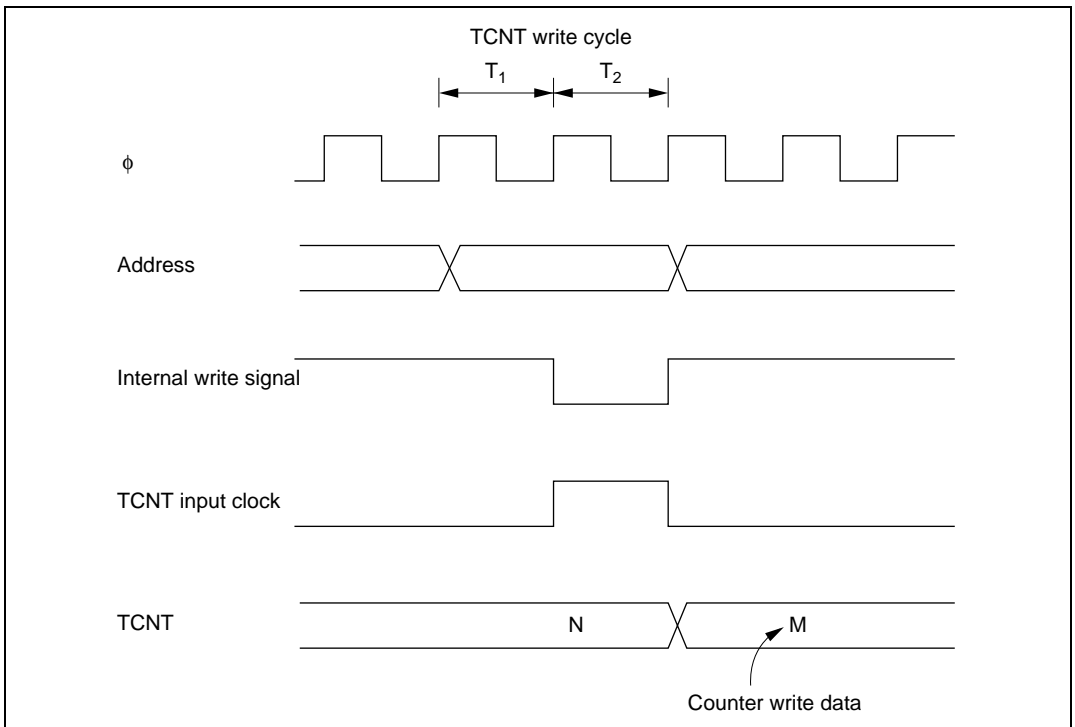 TCNT write cycle
T1 T2
ϕ
Address
Internal write signal
TCNT input clock
TCNT N M
Counter write data